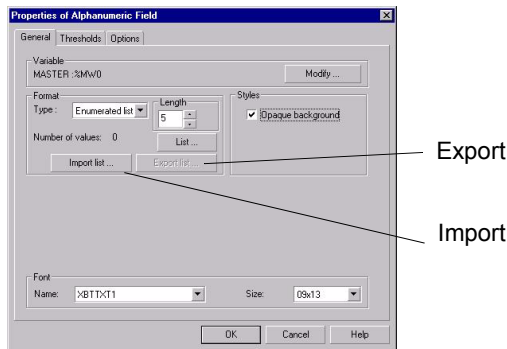 Properties of Alphanumeric Field
General Thresholds Options
Variable
MASTER :%MW0
Modify ...
Format
Type : Enumerated list
Length
5
Number of values: 0
List ...
Import list ...
Export list ...
Styles
Opaque background
Export
Import
Font
Name: XBTTXT1
Size: 09x13
OK Cancel Help